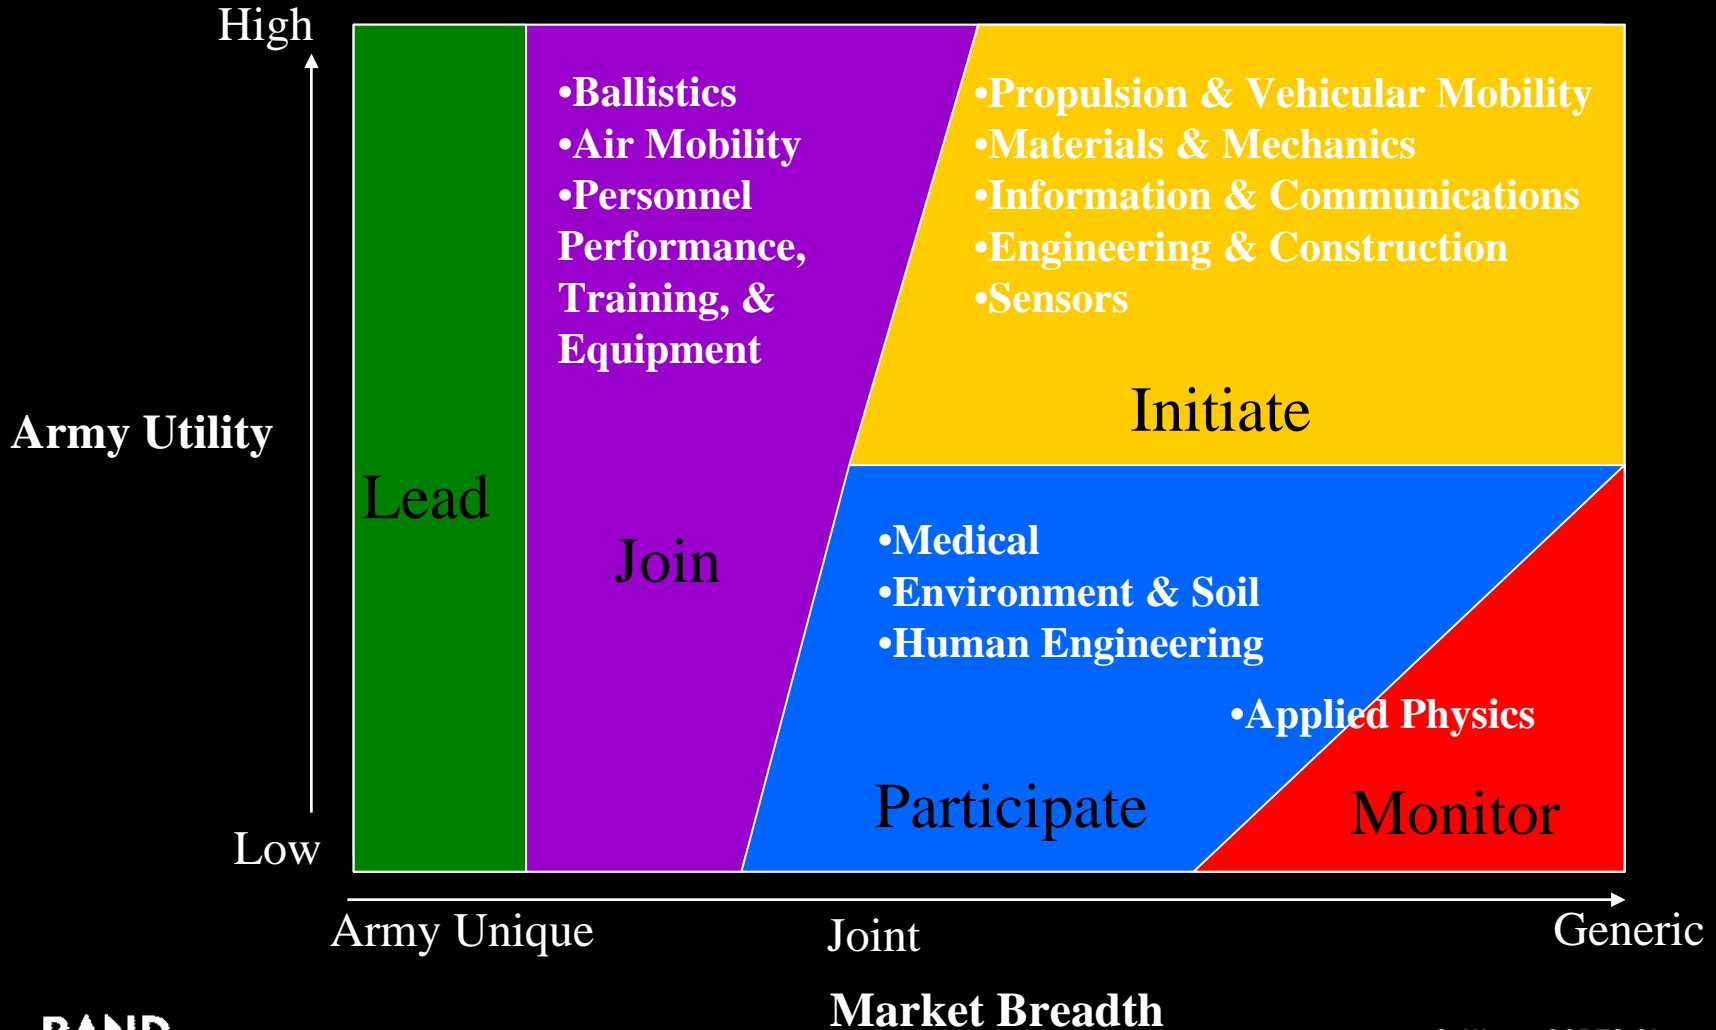 High
•Ballistics
•Air Mobility
•Personnel
Performance,
Training, &
Equipment
•Propulsion & Vehicular Mobility
•Materials & Mechanics
•Information & Communications
•Engineering & Construction
•Sensors
Initiate
Army Utility
Lead
Join
•Medical
•Environment & Soil
•Human Engineering
•Applied Physics
Participate
Monitor
Low
Army Unique
Joint
Generic
Market Breadth
RAND